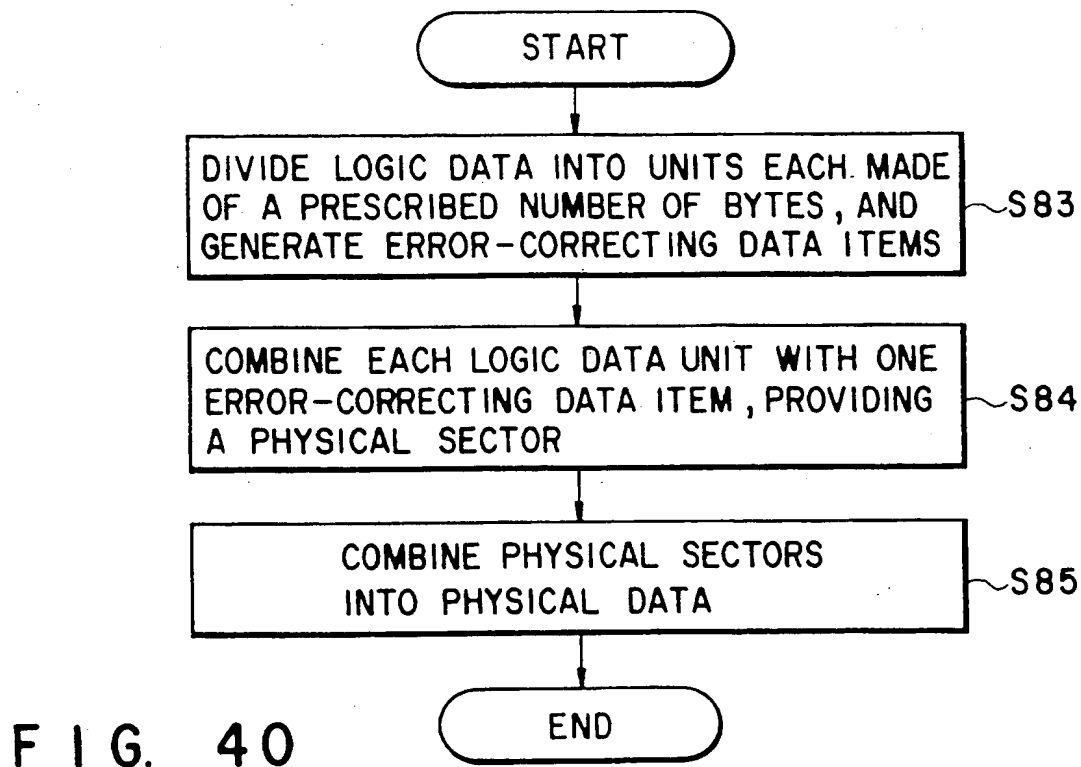 START
DIVIDE LOGIC DATA INTO UNITS EACH MADE
OF A PRESCRIBED NUMBER OF BYTES, AND
GENERATE ERROR-CORRECTING DATA ITEMS
S83
COMBINE EACH LOGIC DATA UNIT WITH ONE
ERROR-CORRECTING DATA ITEM, PROVIDING
A PHYSICAL SECTOR
S84
COMBINE PHYSICAL SECTORS
INTO PHYSICAL DATA
S85
END
FIG. 40